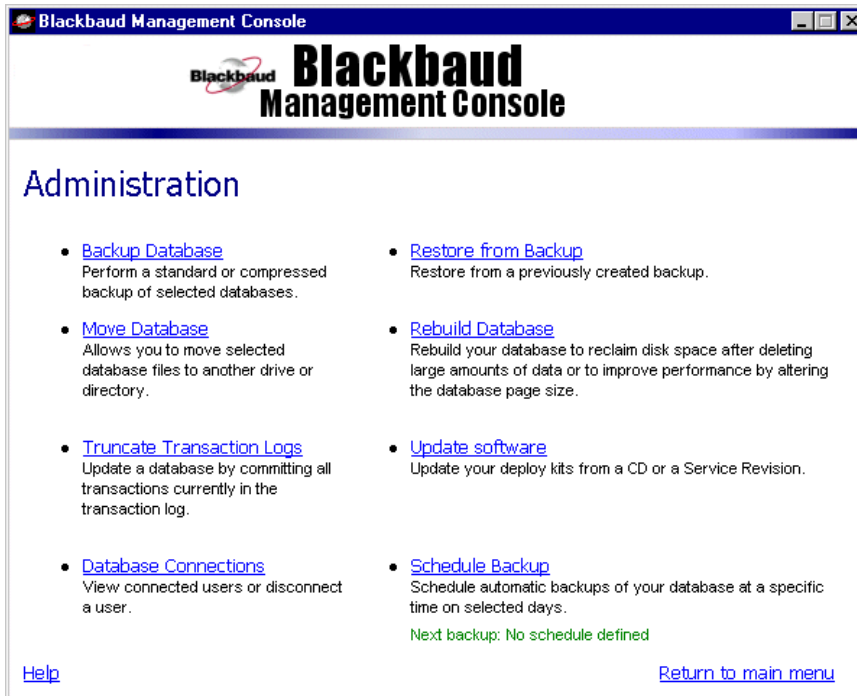 Blackbaud Management Console
Blackbaud
Blackbaud
Management Console
Administration
Backup Database
Perform a standard or compressed
backup of selected databases.
Restore from Backup
Restore from a previously created backup.
Move Database
Allows you to move selected
database files to another drive or
directory.
Rebuild Database
Rebuild your database to reclaim disk space after deleting
large amounts of data or to improve performance by altering
the database page size.
Truncate Transaction Logs
Update a database by committing all
transactions currently in the
transaction log.
Update software
Update your deploy kits from a CD or a Service Revision.
Database Connections
View connected users or disconnect
a user.
Schedule Backup
Schedule automatic backups of your database at a specific
time on selected days.
Next backup: No schedule defined
Help
Return to main menu